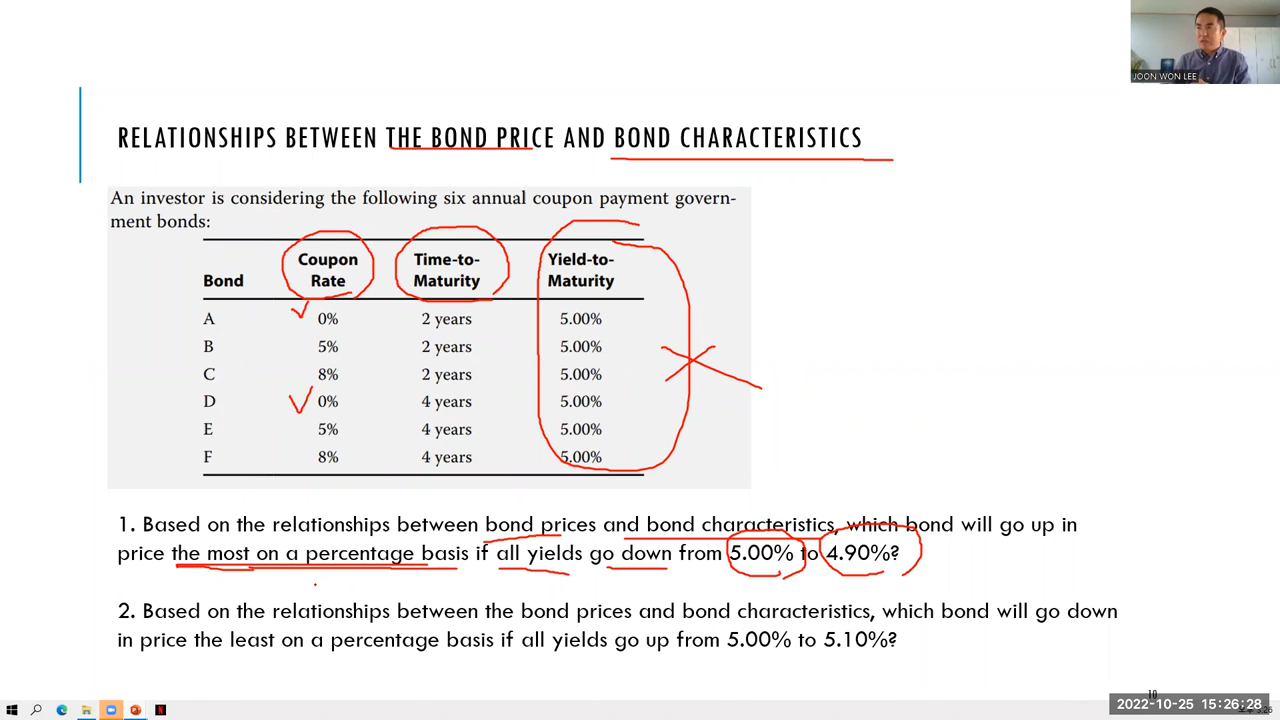 JOON WON LEE
RELATIONSHIPS BETWEEN THE BOND PRICE AND BOND CHARACTERISTICS
An investor is considering the following six annual coupon payment govern-
ment bonds:
Bond Coupon Rate Time-to-Maturity Yield-to-Maturity
A 0% 2 years 5.00%
B 5% 2 years 5.00%
C 8% 2 years 5.00%
D 0% 4 years 5.00%
E 5% 4 years 5.00%
F 8% 4 years 5.00%
1. Based on the relationships between bond prices and bond characteristics, which bond will go up in
price the most on a percentage basis if all yields go down from 5.00% to 4.90%?
2. Based on the relationships between the bond prices and bond characteristics, which bond will go down
in price the least on a percentage basis if all yields go up from 5.00% to 5.10%?
10
2022-10-25 15:26:28